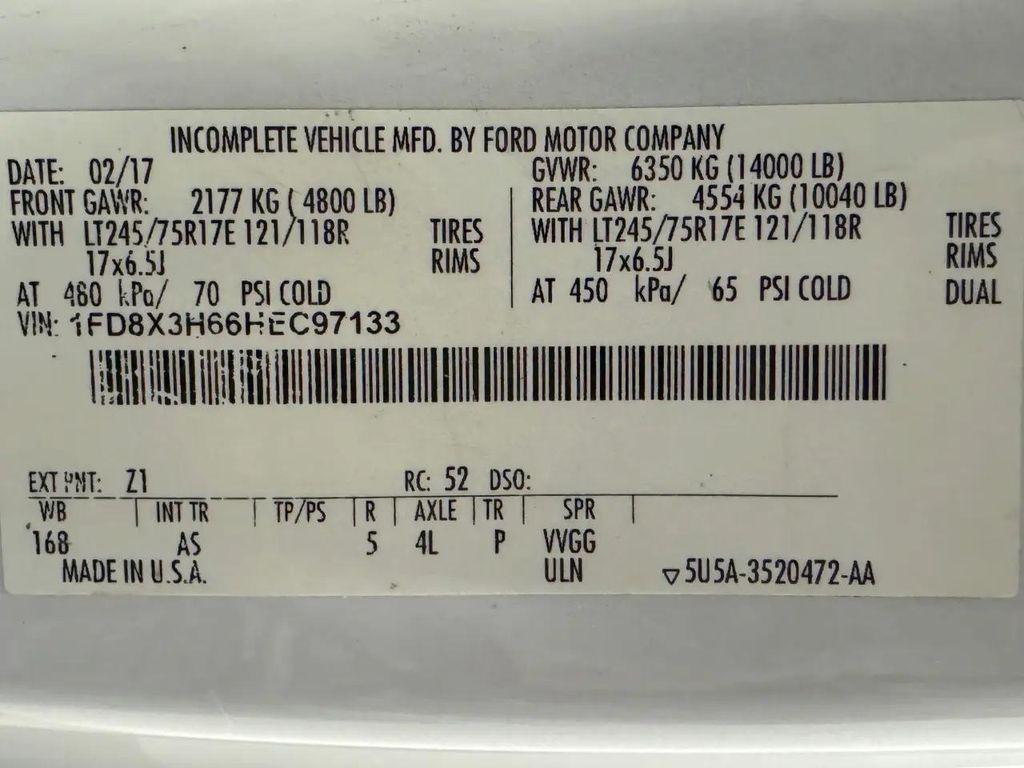 INCOMPLETE VEHICLE MFD. BY FORD MOTOR COMPANY
DATE: 02/17 GVWR: 6350 KG (14000 LB)
FRONT GAWR: 2177 KG ( 4800 LB) REAR GAWR: 4554 KG (10040 LB)
WITH LT245/75R17E 121/118R TIRES WITH LT245/75R17E 121/118R TIRES
17x6.5J RIMS 17x6.5J RIMS
AT 480 kPa/ 70 PSI COLD AT 450 kPa/ 65 PSI COLD DUAL
VIN: 1FD8X3H66HEC97133
EXT PNT: Z1 RC: 52 DSO:
WB INT TR TP/PS R AXLE TR SPR
168 AS 5 4L P VVGG
MADE IN U.S.A. ULN ▽5U5A-3520472-AA